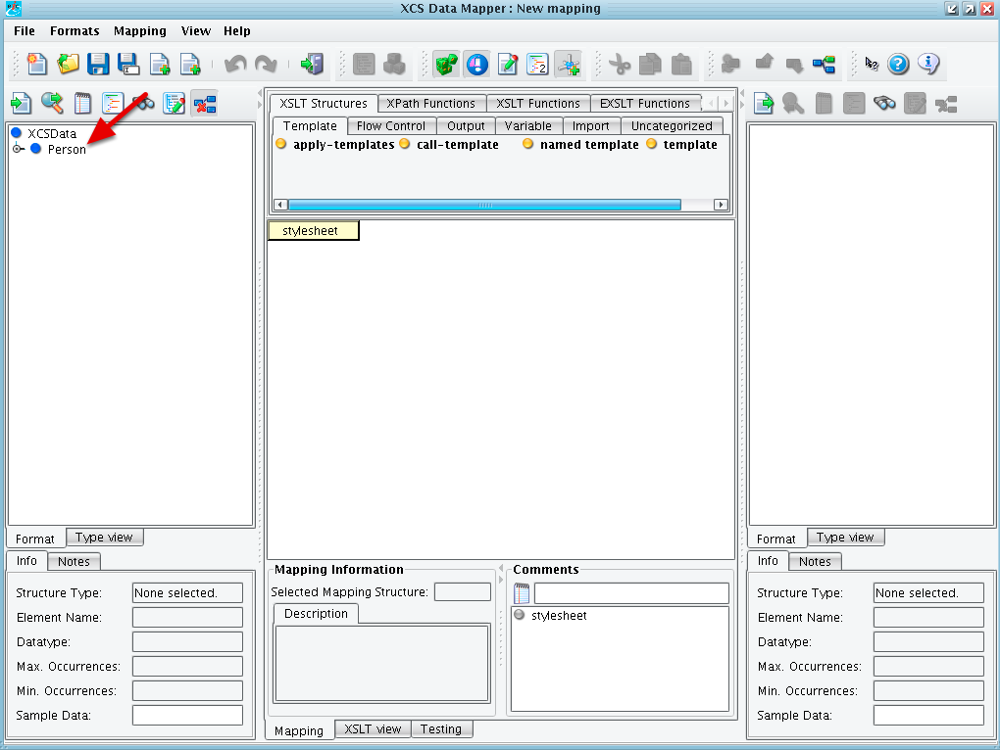 XCS Data Mapper : New mapping
File Formats Mapping View Help
XSLT Structures XPath Functions XSLT Functions EXSLT Functions
Template Flow Control Output Variable Import Uncategorized
apply-templates call-template named template template
XCSData
Person
stylesheet
Format Type view
Info Notes
Structure Type: None selected.
Element Name:
Datatype:
Max. Occurrences:
Min. Occurrences:
Sample Data:
Mapping Information
Selected Mapping Structure:
Description
Comments
stylesheet
Mapping XSLT view Testing
Format Type view
Info Notes
Structure Type: None selected.
Element Name:
Datatype:
Max. Occurrences:
Min. Occurrences:
Sample Data: